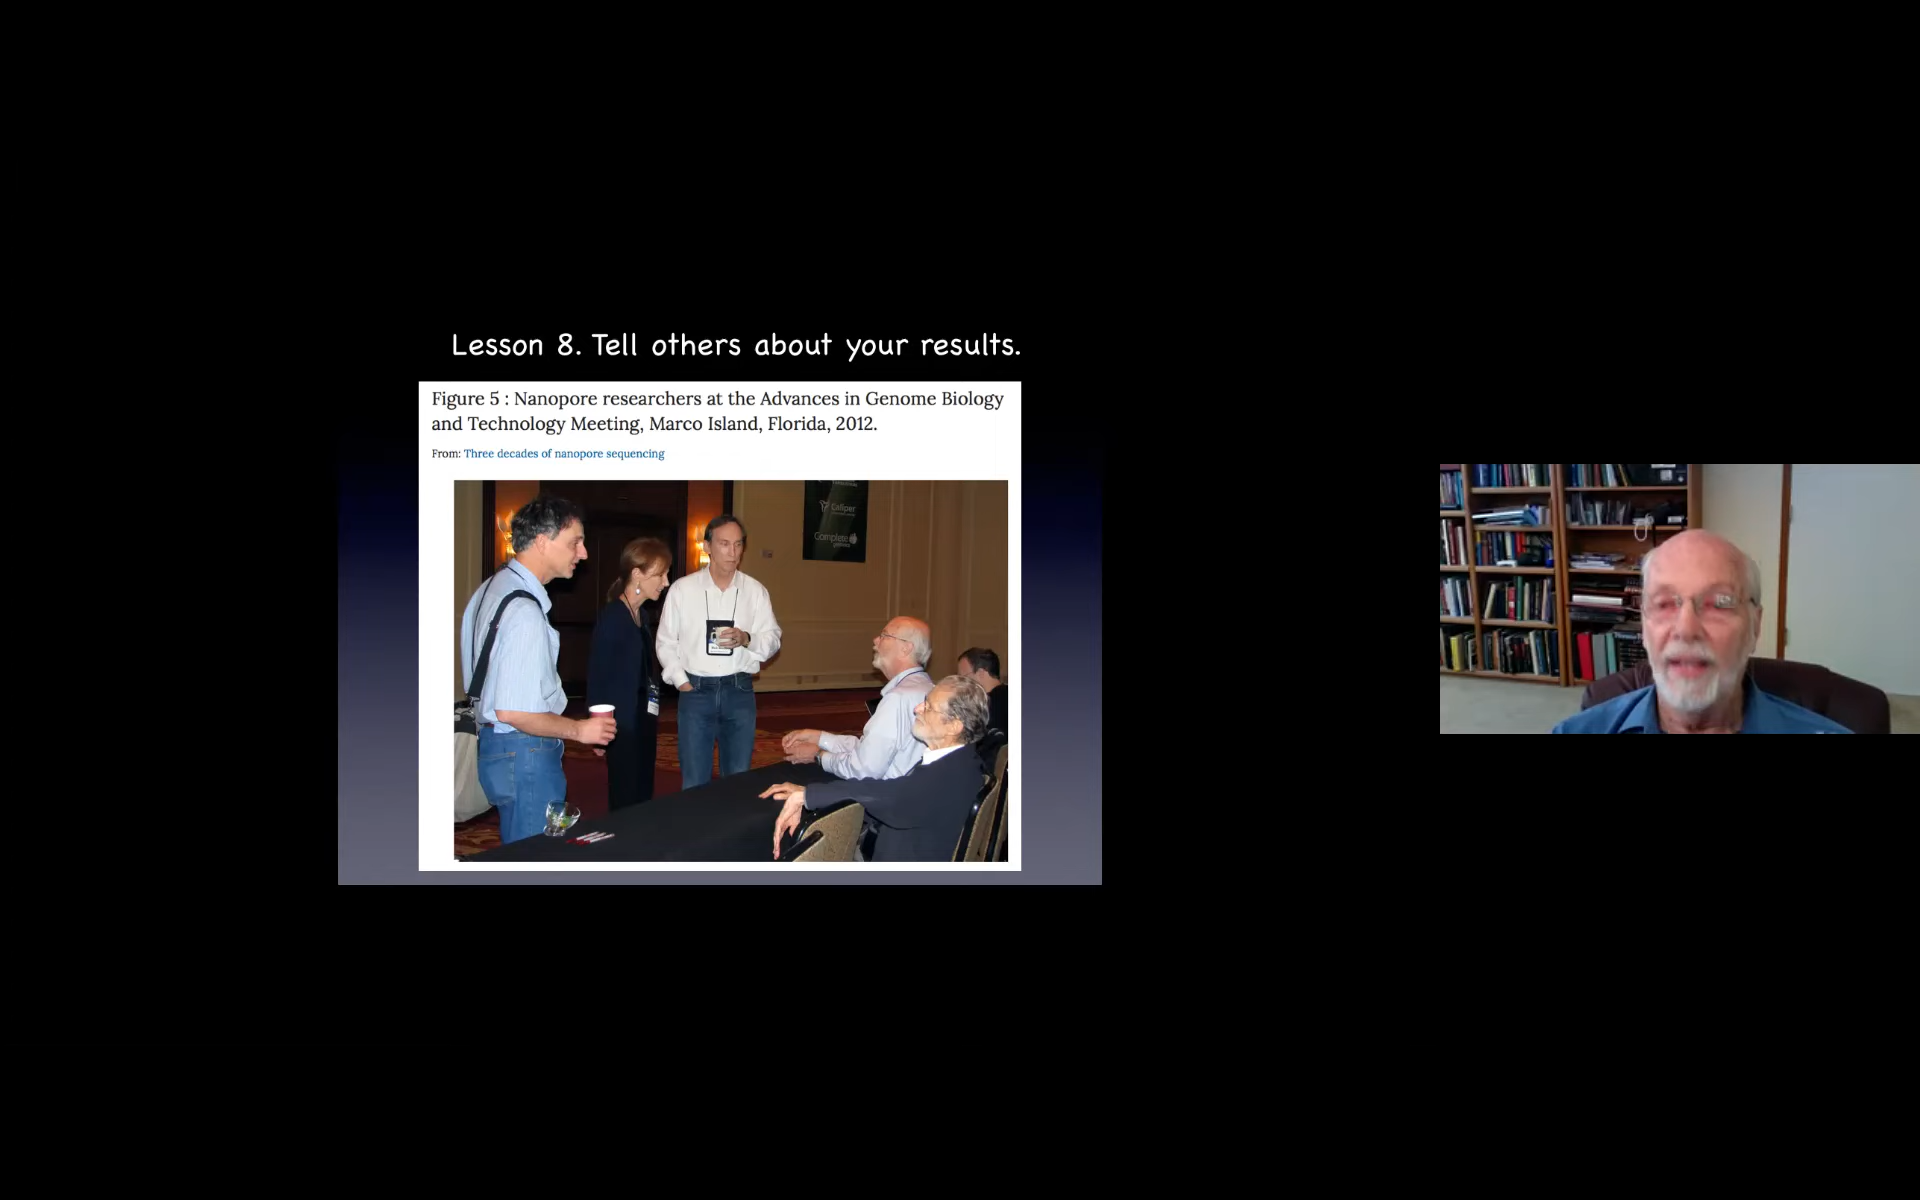 Lesson 8. Tell others about your results.
Figure 5 : Nanopore researchers at the Advances in Genome Biology
and Technology Meeting, Marco Island, Florida, 2012.
From: Three decades of nanopore sequencing
Caliper
Complete